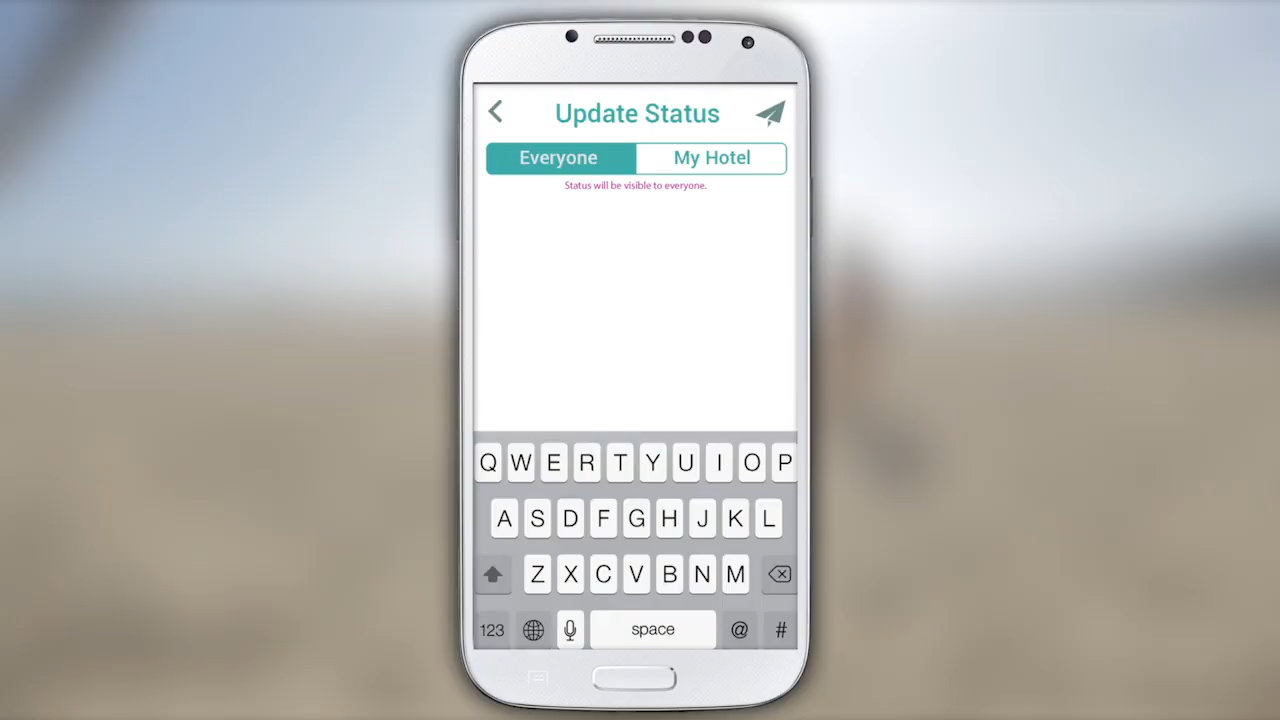 Update Status
Everyone My Hotel
Status will be visible to everyone.
Q W E R T Y U I O P
A S D F G H J K L
Z X C V B N M
123 space @ #